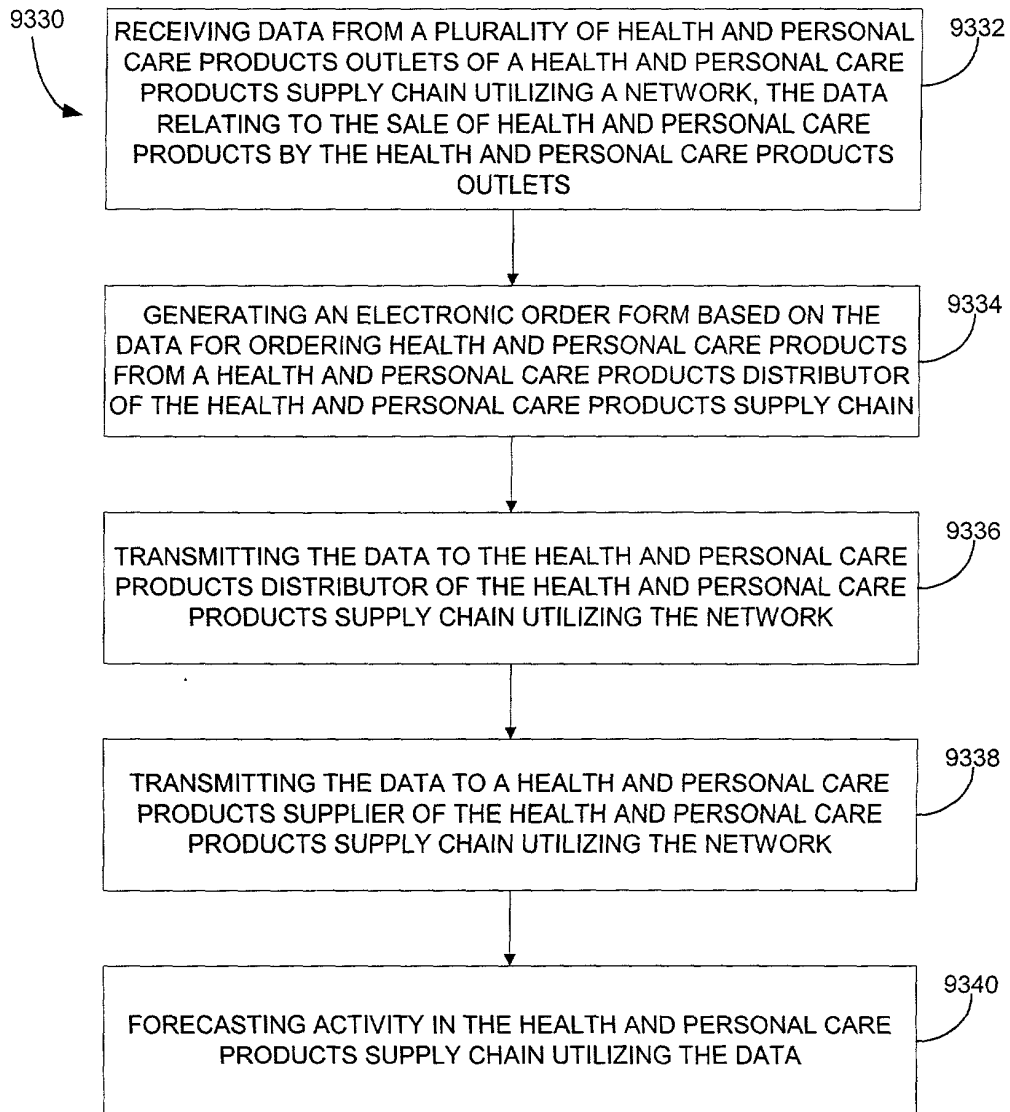 9330
RECEIVING DATA FROM A PLURALITY OF HEALTH AND PERSONAL
CARE PRODUCTS OUTLETS OF A HEALTH AND PERSONAL CARE
PRODUCTS SUPPLY CHAIN UTILIZING A NETWORK, THE DATA
RELATING TO THE SALE OF HEALTH AND PERSONAL CARE
PRODUCTS BY THE HEALTH AND PERSONAL CARE PRODUCTS
OUTLETS
9332
GENERATING AN ELECTRONIC ORDER FORM BASED ON THE
DATA FOR ORDERING HEALTH AND PERSONAL CARE PRODUCTS
FROM A HEALTH AND PERSONAL CARE PRODUCTS DISTRIBUTOR
OF THE HEALTH AND PERSONAL CARE PRODUCTS SUPPLY CHAIN
9334
TRANSMITTING THE DATA TO THE HEALTH AND PERSONAL CARE
PRODUCTS DISTRIBUTOR OF THE HEALTH AND PERSONAL CARE
PRODUCTS SUPPLY CHAIN UTILIZING THE NETWORK
9336
TRANSMITTING THE DATA TO A HEALTH AND PERSONAL CARE
PRODUCTS SUPPLIER OF THE HEALTH AND PERSONAL CARE
PRODUCTS SUPPLY CHAIN UTILIZING THE NETWORK
9338
FORECASTING ACTIVITY IN THE HEALTH AND PERSONAL CARE
PRODUCTS SUPPLY CHAIN UTILIZING THE DATA
9340